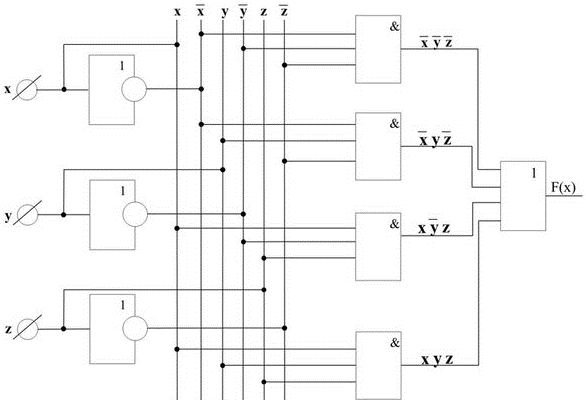 x x̅ y y̅ z z̅
&
x̅ y̅ z̅
1
x
&
x̅ y z̅
1
F(x)
1
y
&
x y̅ z
1
z
&
x y z